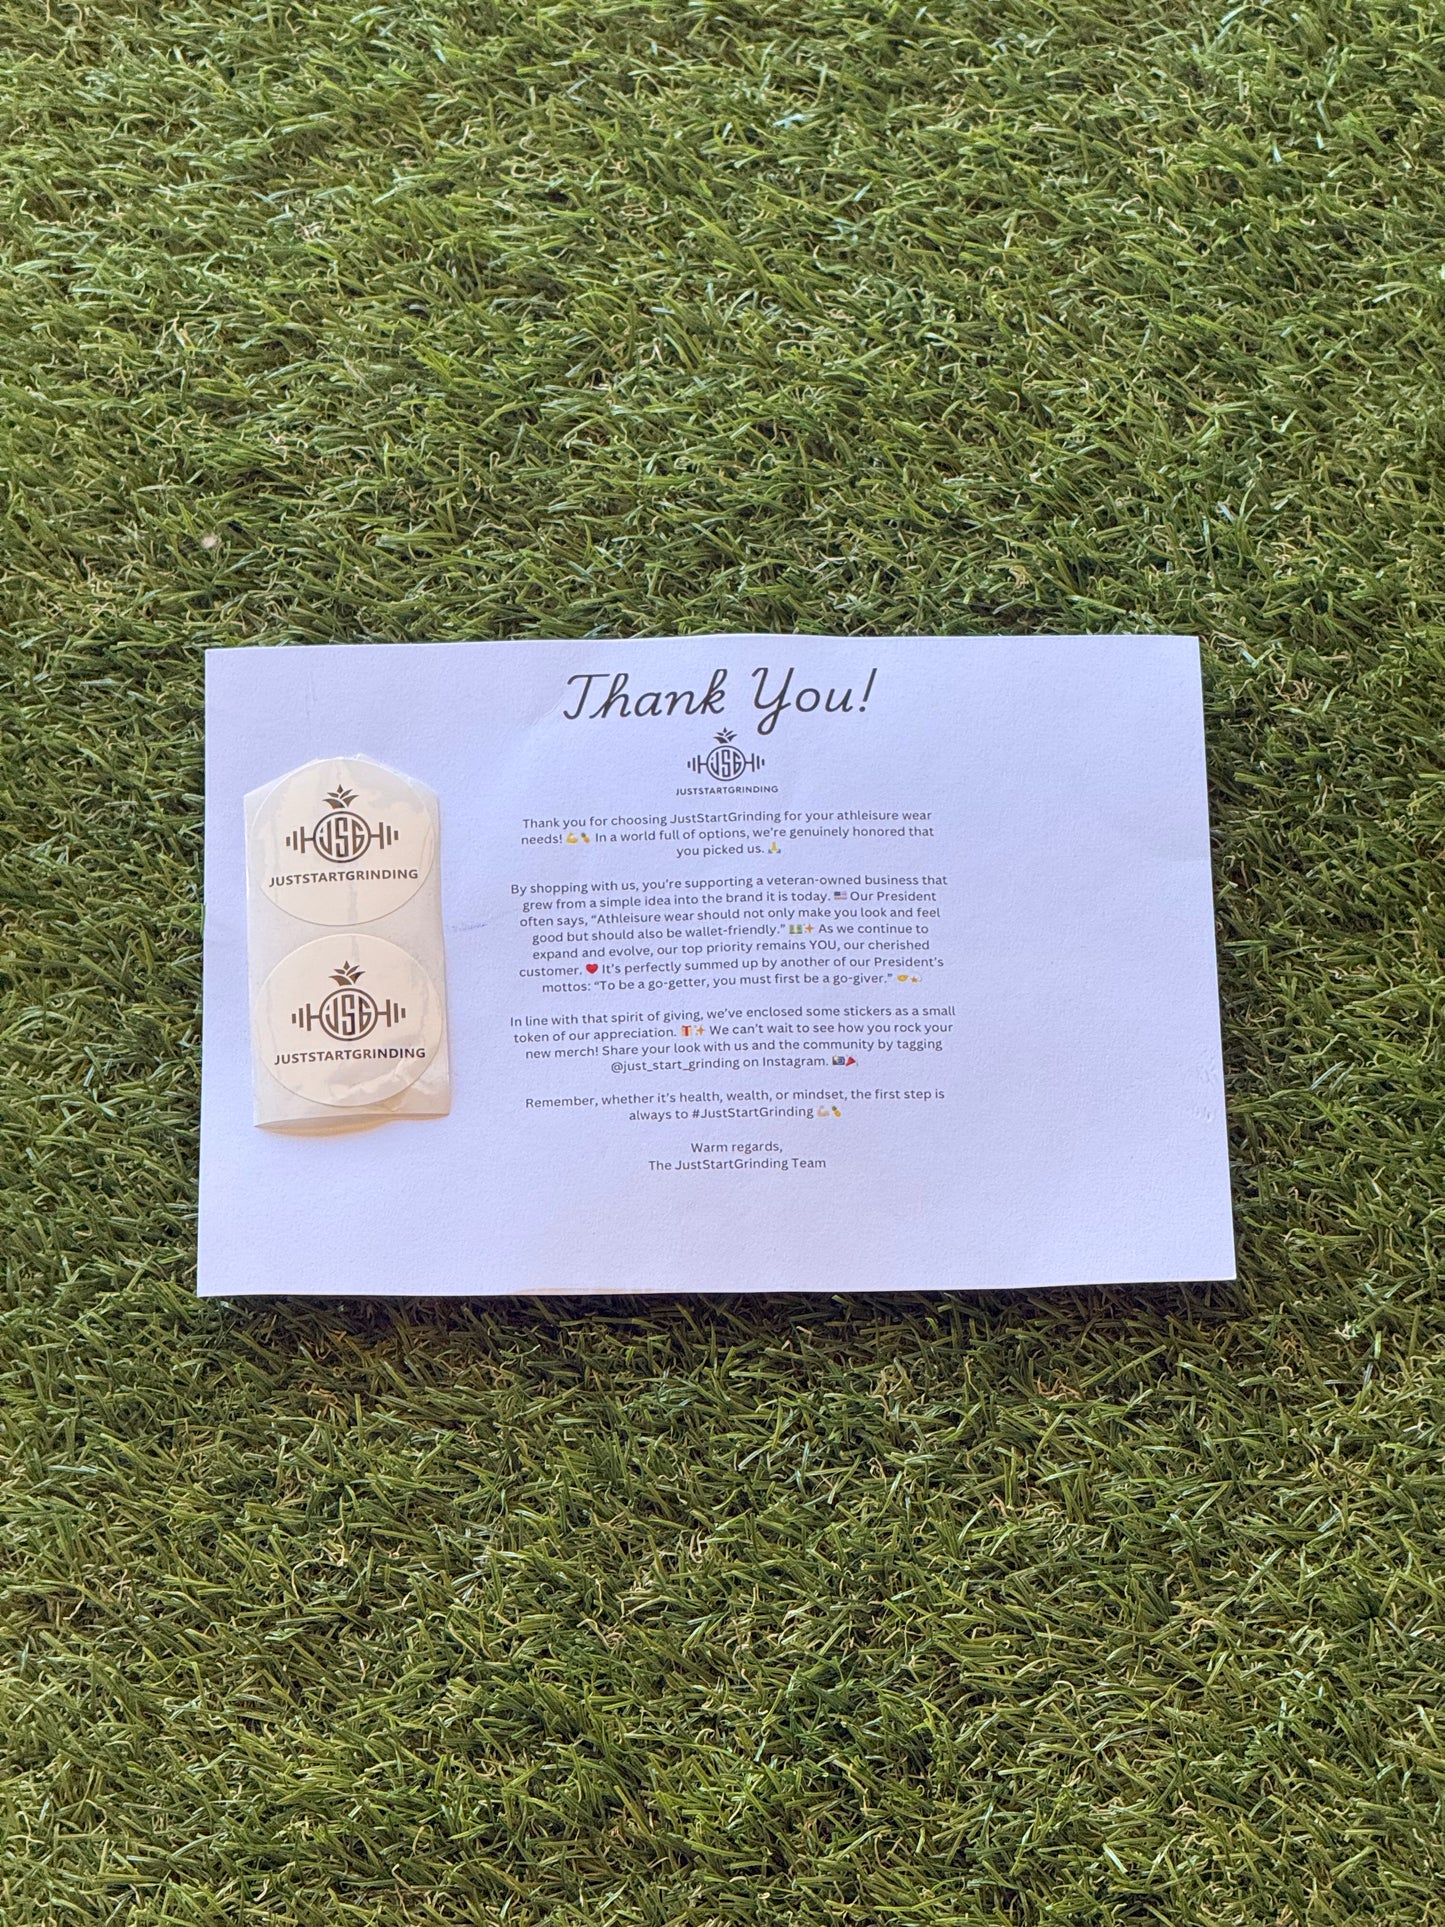 Thank You!
JSG
JUSTSTARTGRINDING
Thank you for choosing JustStartGrinding for your athleisure wear
needs! 💪🍍 In a world full of options, we're genuinely honored that
you picked us. 🙏
By shopping with us, you're supporting a veteran-owned business that
grew from a simple idea into the brand it is today. 🇺🇸 Our President
often says, "Athleisure wear should not only make you look and feel
good but should also be wallet-friendly." 💵✨ As we continue to
expand and evolve, our top priority remains YOU, our cherished
customer. ❤️ It's perfectly summed up by another of our President's
mottos: "To be a go-getter, you must first be a go-giver." 🤝💫
In line with that spirit of giving, we've enclosed some stickers as a small
token of our appreciation. 🎁✨ We can't wait to see how you rock your
new merch! Share your look with us and the community by tagging
@just_start_grinding on Instagram. 📸🎉
Remember, whether it's health, wealth, or mindset, the first step is
always to #JustStartGrinding 💪🍍
Warm regards,
The JustStartGrinding Team
JSG
JUSTSTARTGRINDING
JSG
JUSTSTARTGRINDING